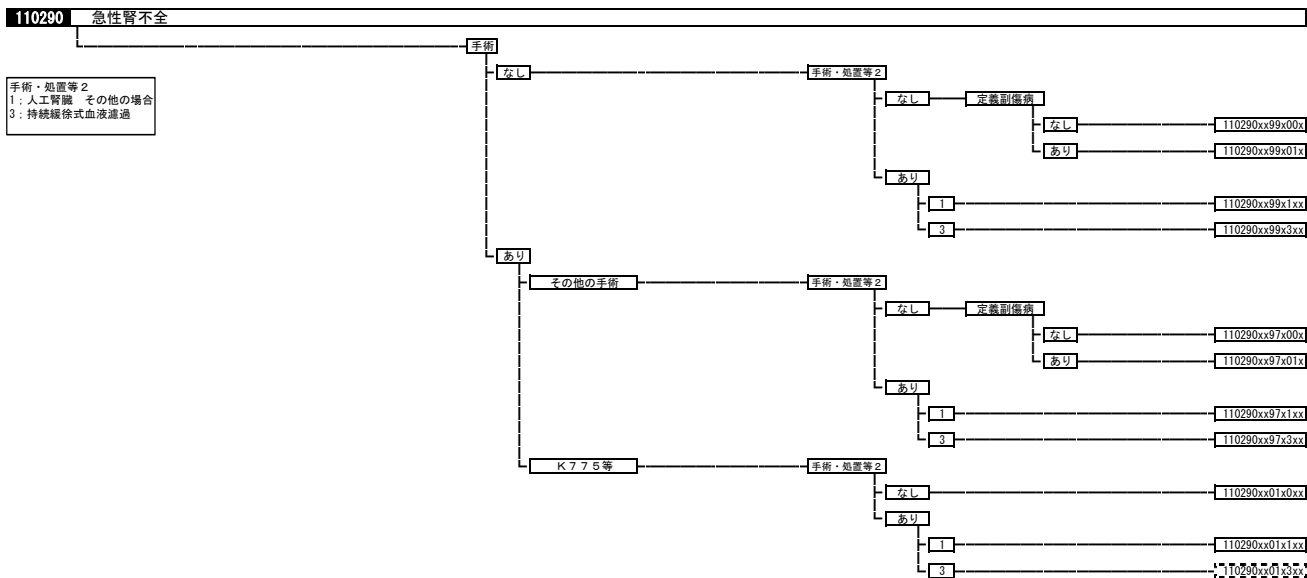 110290 急性腎不全
手術
なし 手術・処置等2
手術・処置等2
1:人工腎臓 その他の場合
3:持続緩徐式血液濾過
なし 定義副傷病
なし 110290xx99x00x
あり 110290xx99x01x
あり
1 110290xx99x1xx
3 110290xx99x3xx
あり
その他の手術 手術・処置等2
なし 定義副傷病
なし 110290xx97x00x
あり 110290xx97x01x
あり
1 110290xx97x1xx
3 110290xx97x3xx
K775等 手術・処置等2
なし 110290xx01x0xx
あり
1 110290xx01x1xx
3 110290xx01x3xx